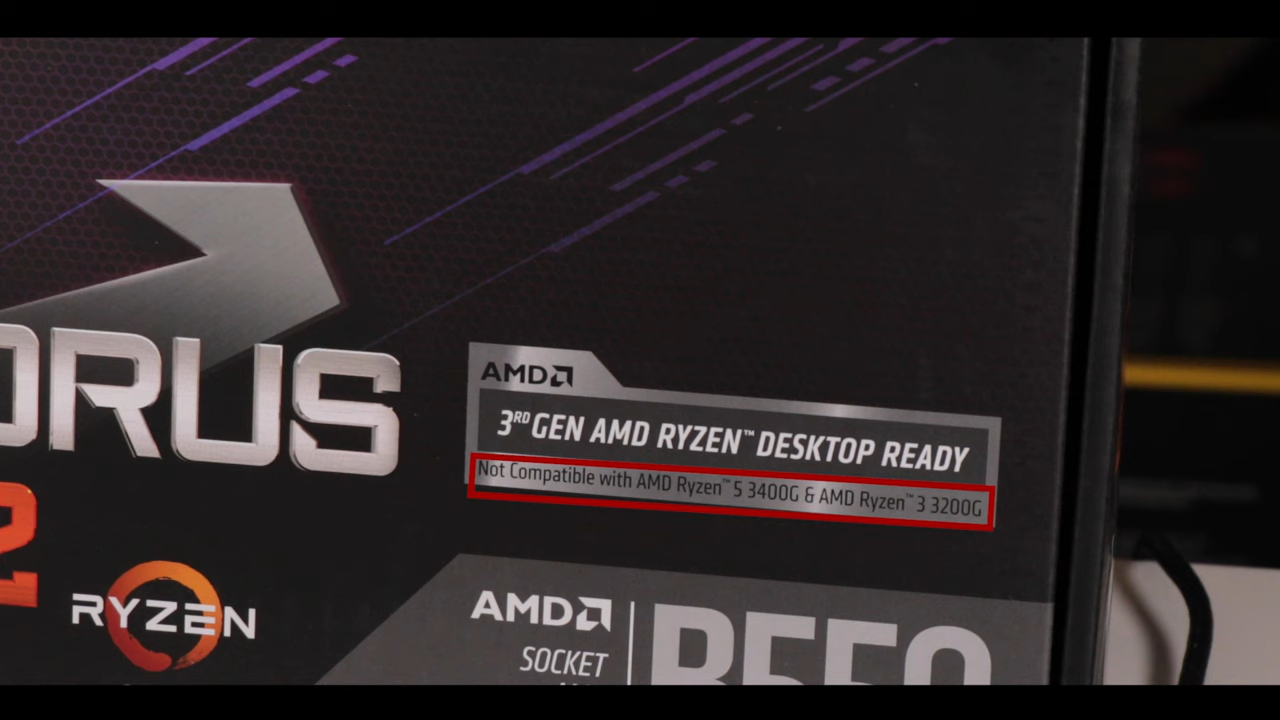 ORUS
AMD
3RD GEN AMD RYZEN™ DESKTOP READY
Not Compatible with AMD Ryzen™ 5 3400G & AMD Ryzen™ 3 3200G
2
RYZEN
AMD
SOCKET
B550